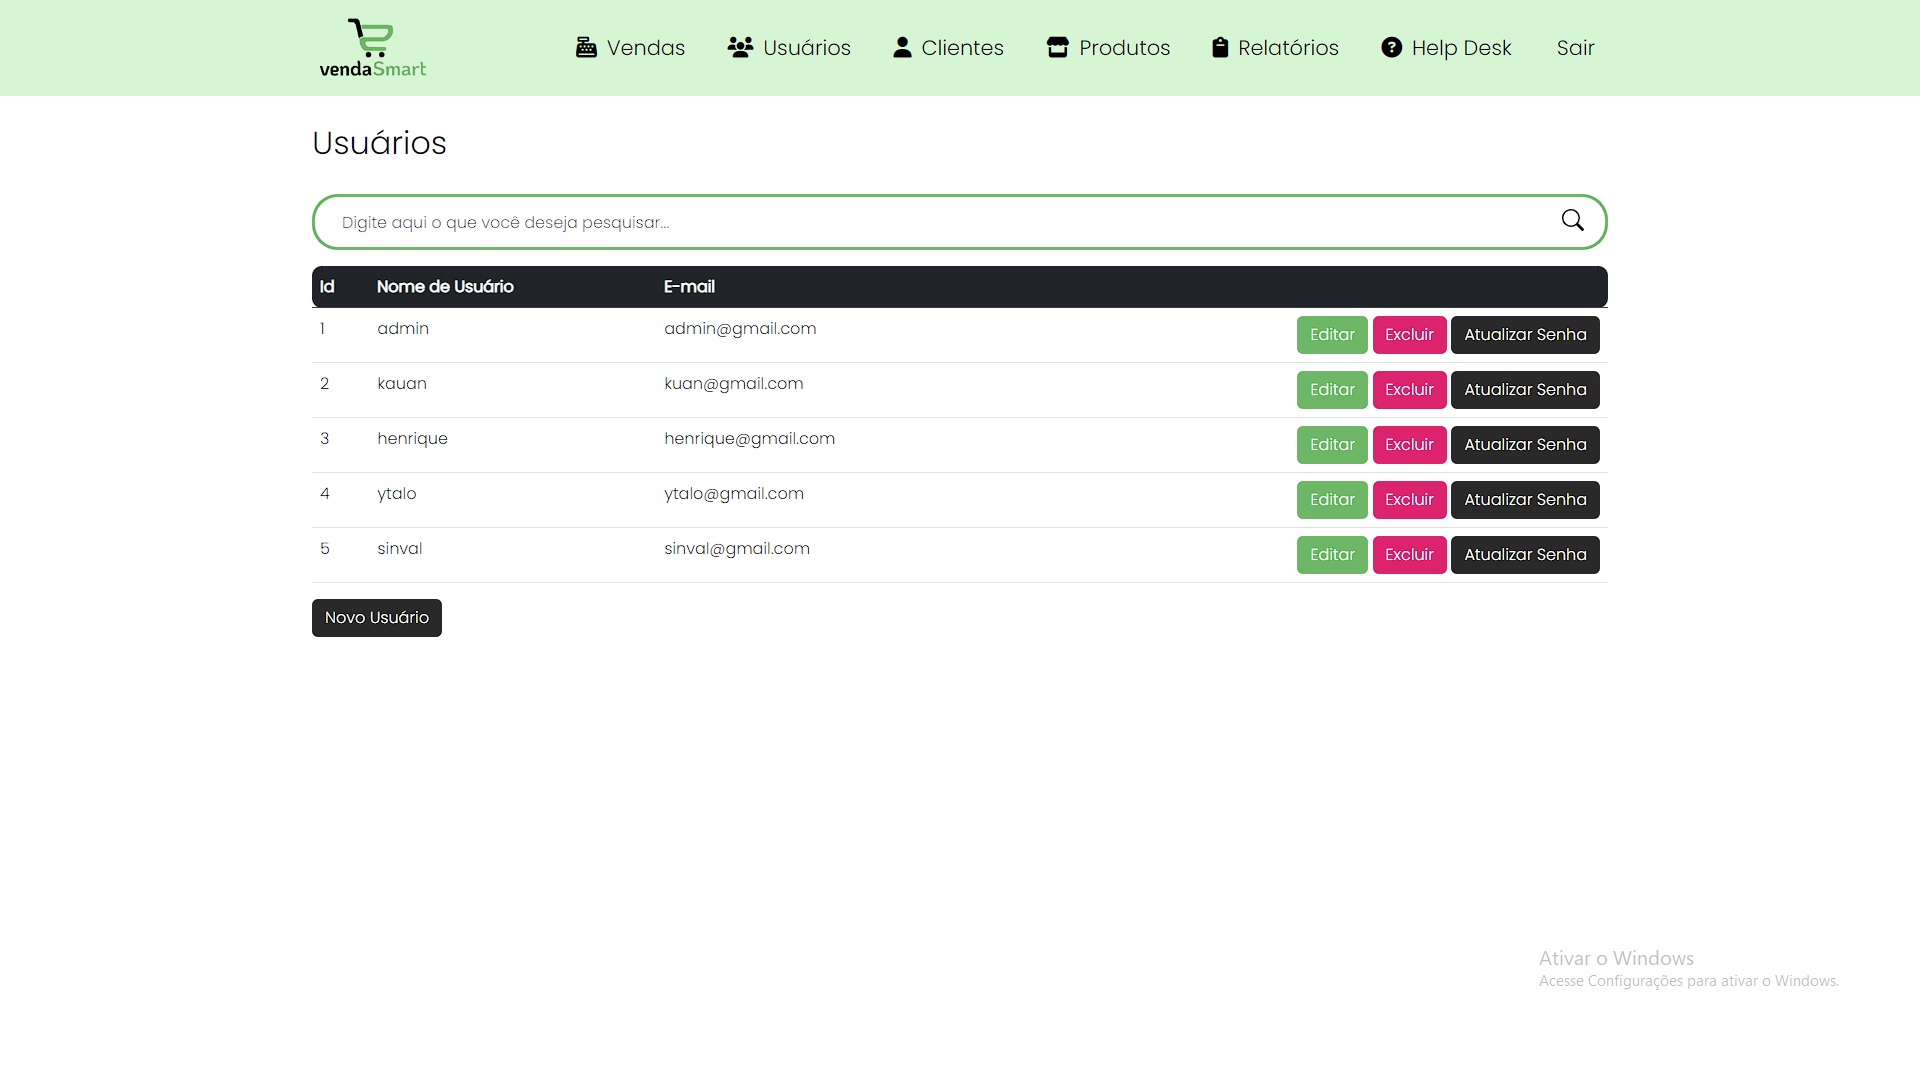 vendaSmart
Vendas Usuários Clientes Produtos Relatórios Help Desk Sair
Usuários
Digite aqui o que você deseja pesquisar...
Id Nome de Usuário E-mail
1 admin admin@gmail.com Editar Excluir Atualizar Senha
2 kauan kuan@gmail.com Editar Excluir Atualizar Senha
3 henrique henrique@gmail.com Editar Excluir Atualizar Senha
4 ytalo ytalo@gmail.com Editar Excluir Atualizar Senha
5 sinval sinval@gmail.com Editar Excluir Atualizar Senha
Novo Usuário
Ativar o Windows
Acesse Configurações para ativar o Windows.